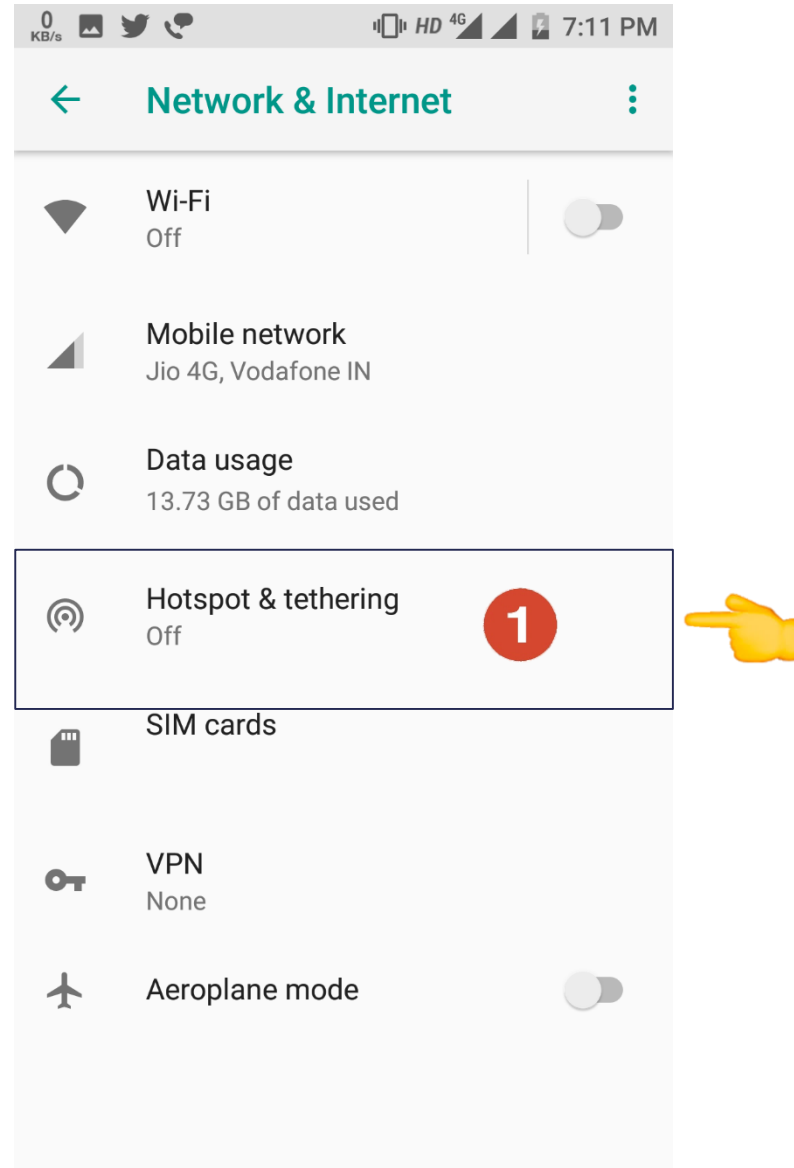 0 KB/s HD 4G 7:11 PM
Network & Internet
Wi-Fi
Off
Mobile network
Jio 4G, Vodafone IN
Data usage
13.73 GB of data used
Hotspot & tethering
Off
1
SIM cards
VPN
None
Aeroplane mode